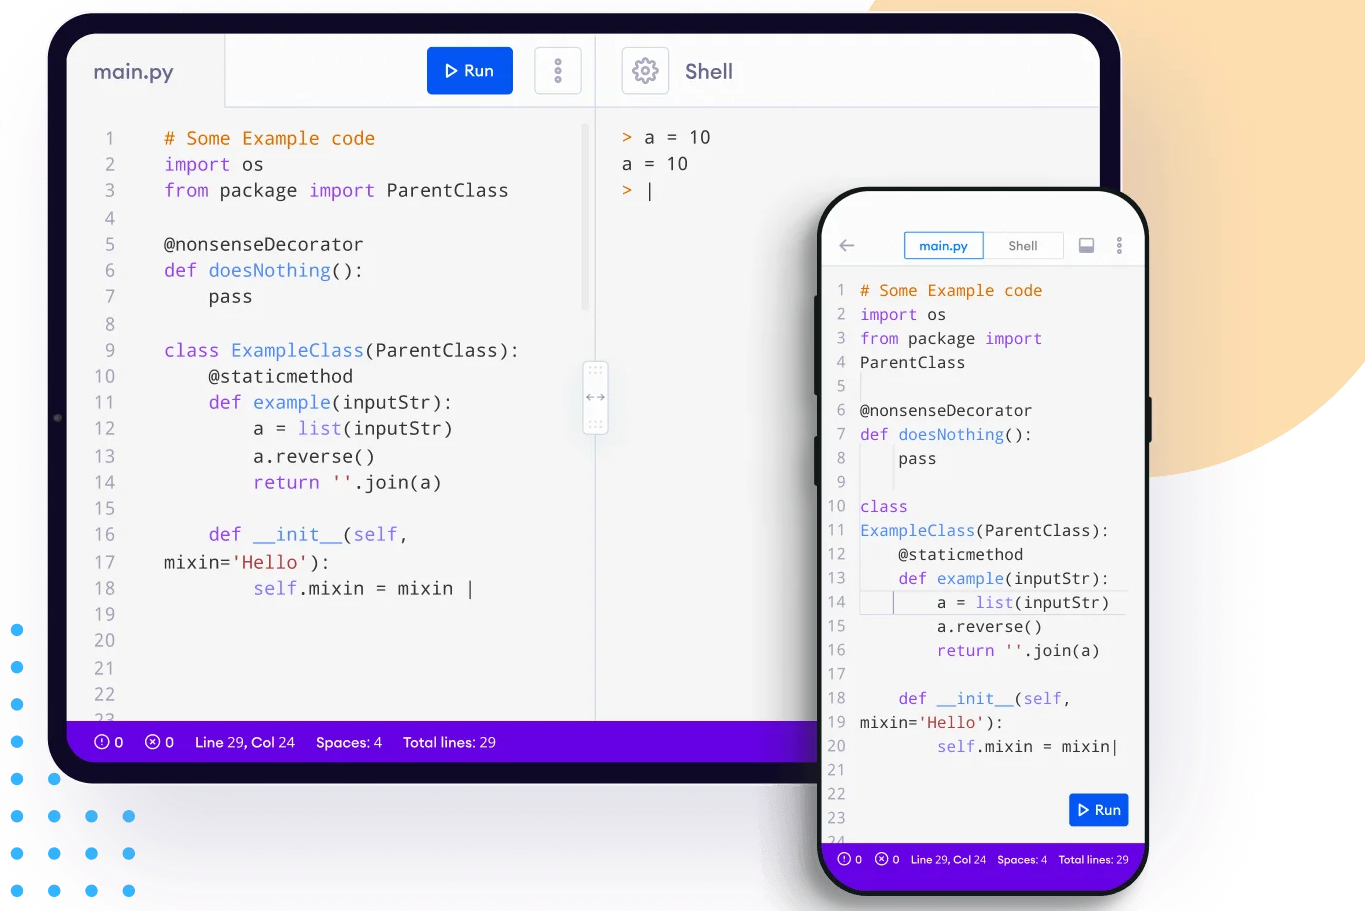 main.py
Run
Shell
1 # Some Example code
2 import os
3 from package import ParentClass
4
5 @nonsenseDecorator
6 def doesNothing():
7     pass
8
9 class ExampleClass(ParentClass):
10     @staticmethod
11     def example(inputStr):
12         a = list(inputStr)
13         a.reverse()
14         return ''.join(a)
15
16     def __init__(self,
17 mixin='Hello'):
18         self.mixin = mixin |
19
20
21
22
23
> a = 10
a = 10
> |
0 0 Line 29, Col 24 Spaces: 4 Total lines: 29
main.py Shell
1 # Some Example code
2 import os
3 from package import
4 ParentClass
5
6 @nonsenseDecorator
7 def doesNothing():
8     pass
9
10 class
11 ExampleClass(ParentClass):
12     @staticmethod
13     def example(inputStr):
14         a = list(inputStr)
15         a.reverse()
16         return ''.join(a)
17
18     def __init__(self,
19 mixin='Hello'):
20         self.mixin = mixin|
21
22
23
24
Run
0 0 Line 29, Col 24 Spaces: 4 Total lines: 29